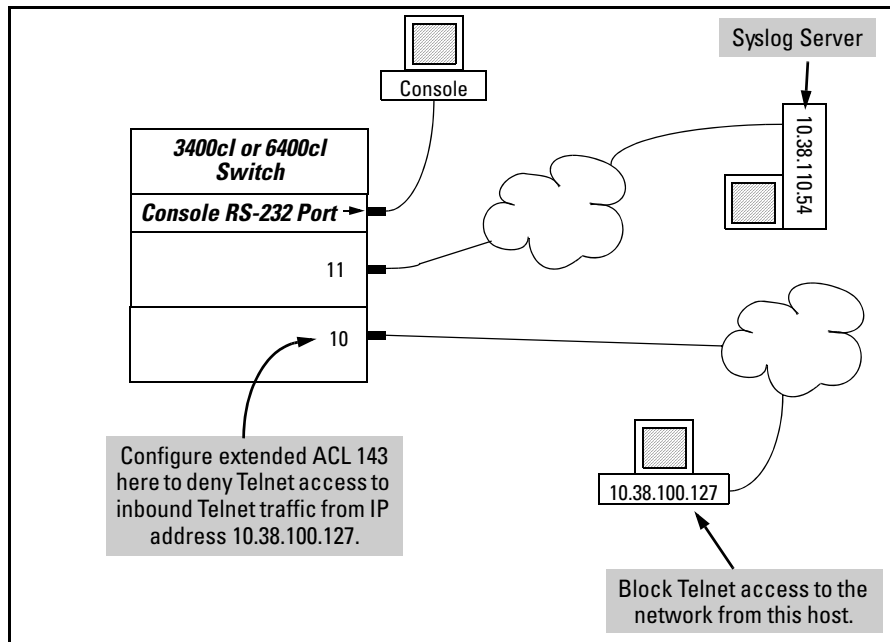 Syslog Server
Console
10.38.110.54
3400cl or 6400cl
Switch
Console RS-232 Port
11
10
Configure extended ACL 143
here to deny Telnet access to
inbound Telnet traffic from IP
address 10.38.100.127.
10.38.100.127
Block Telnet access to the
network from this host.